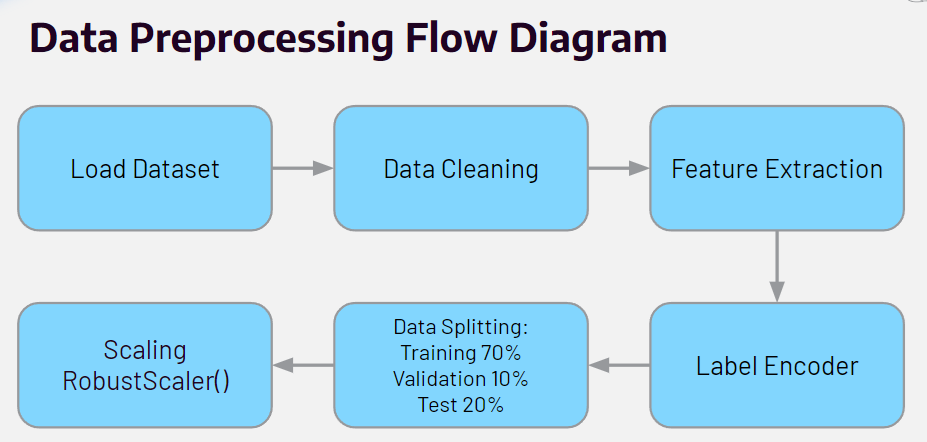 Data Preprocessing Flow Diagram
Load Dataset
Data Cleaning
Feature Extraction
Label Encoder
Data Splitting:
Training 70%
Validation 10%
Test 20%
Scaling
RobustScaler()